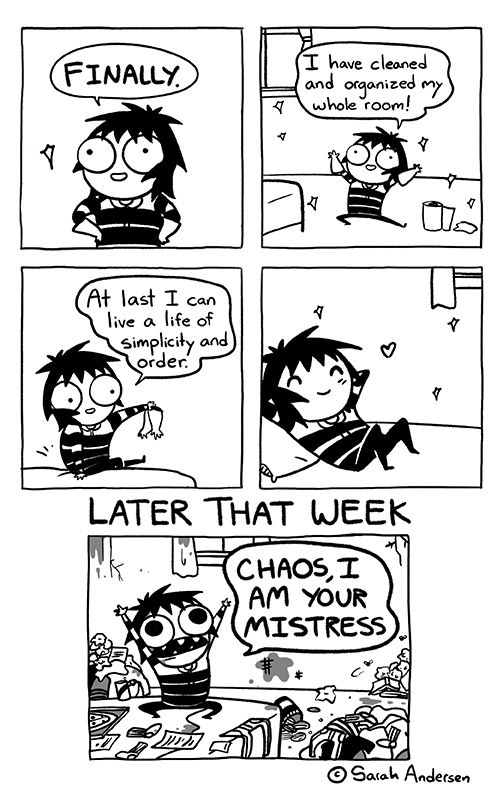 FINALLY.
I have cleaned
and organized my
whole room!
At last I can
live a life of
simplicity and
order.
LATER THAT WEEK
CHAOS, I
AM YOUR
MISTRESS
© Sarah Andersen